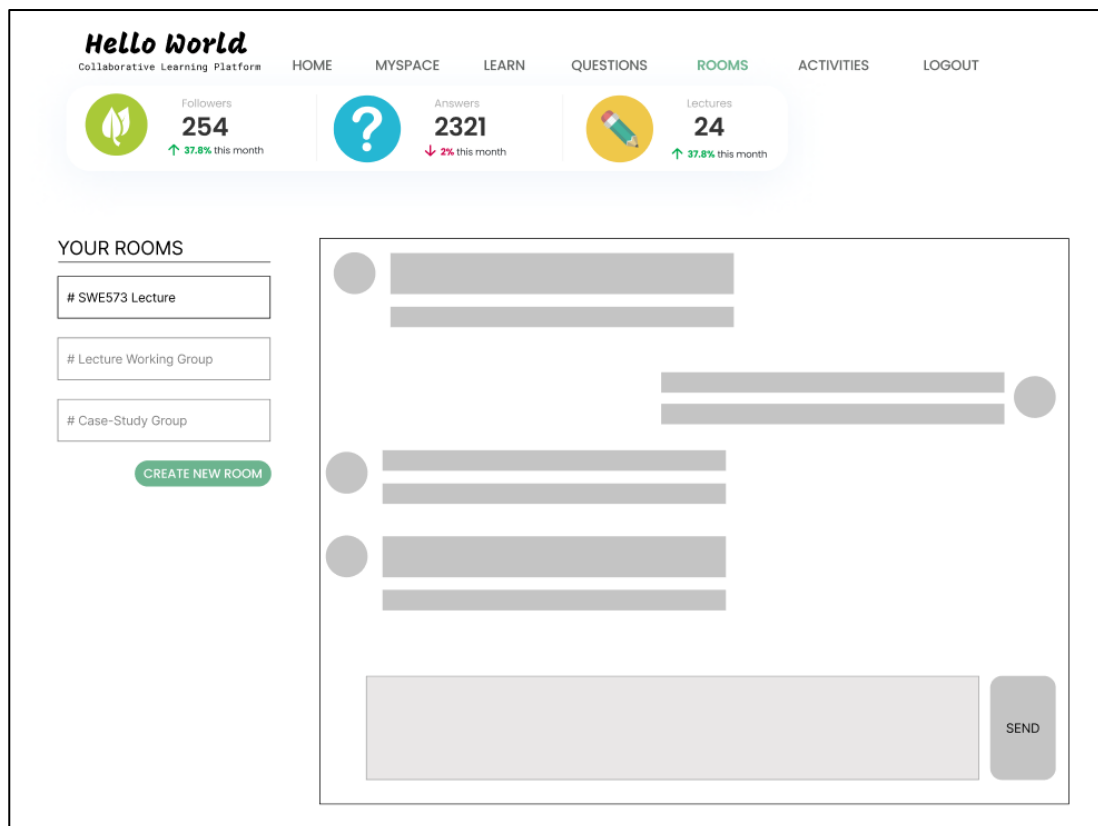 Hello World
Collaborative Learning Platform
HOME MYSPACE LEARN QUESTIONS ROOMS ACTIVITIES LOGOUT
Followers
254
37.8% this month
Answers
2321
2% this month
Lectures
24
37.8% this month
YOUR ROOMS
# SWE573 Lecture
# Lecture Working Group
# Case-Study Group
CREATE NEW ROOM
SEND